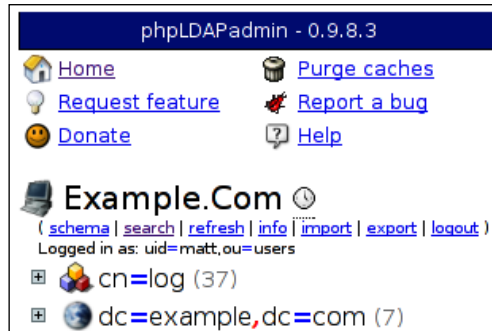 phpLDAPadmin - 0.9.8.3
Home Purge caches
Request feature Report a bug
Donate Help
Example.Com
( schema | search | refresh | info | import | export | logout )
Logged in as: uid=matt,ou=users
cn=log (37)
dc=example,dc=com (7)